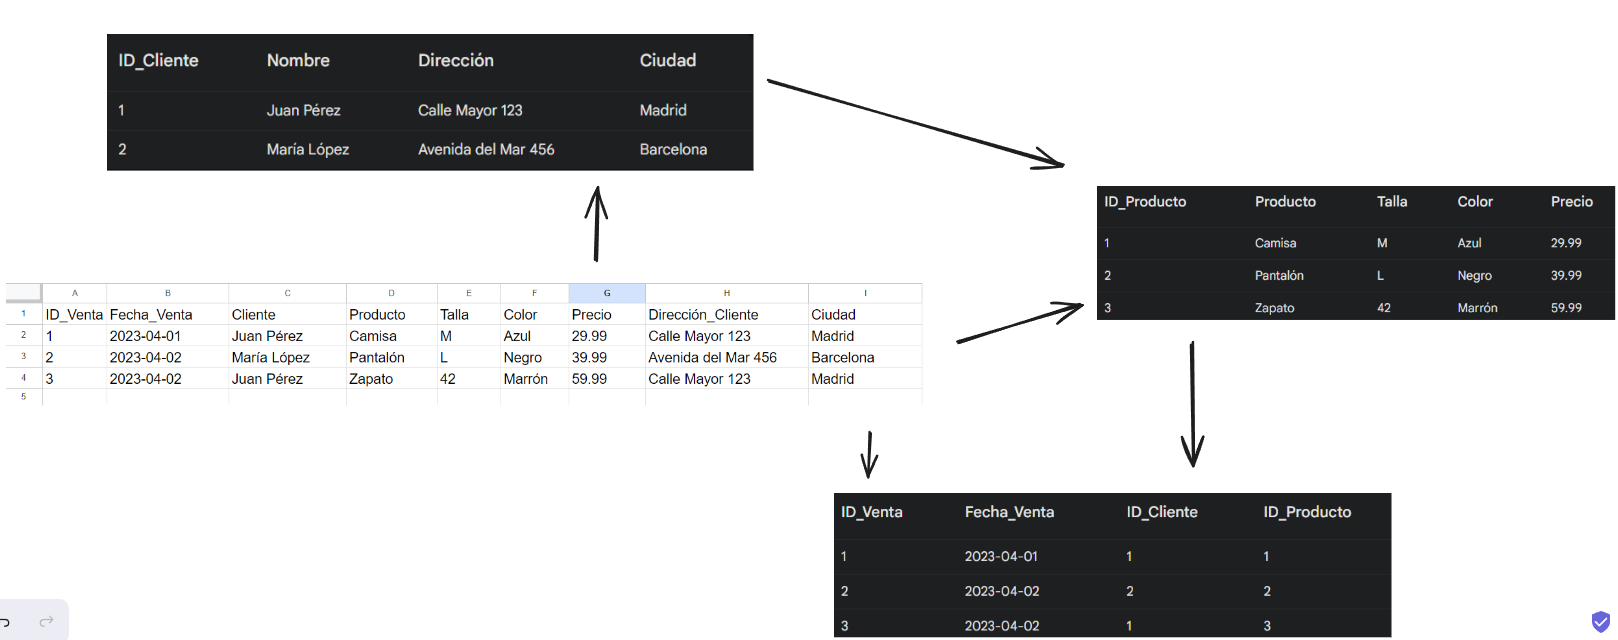 ID_Cliente Nombre Dirección Ciudad
1 Juan Pérez Calle Mayor 123 Madrid
2 María López Avenida del Mar 456 Barcelona
ID_Producto Producto Talla Color Precio
1 Camisa M Azul 29.99
2 Pantalón L Negro 39.99
3 Zapato 42 Marrón 59.99
A B C D E F G H I
1 ID_Venta Fecha_Venta Cliente Producto Talla Color Precio Dirección_Cliente Ciudad
2 1 2023-04-01 Juan Pérez Camisa M Azul 29.99 Calle Mayor 123 Madrid
3 2 2023-04-02 María López Pantalón L Negro 39.99 Avenida del Mar 456 Barcelona
4 3 2023-04-02 Juan Pérez Zapato 42 Marrón 59.99 Calle Mayor 123 Madrid
5
ID_Venta Fecha_Venta ID_Cliente ID_Producto
1 2023-04-01 1 1
2 2023-04-02 2 2
3 2023-04-02 1 3